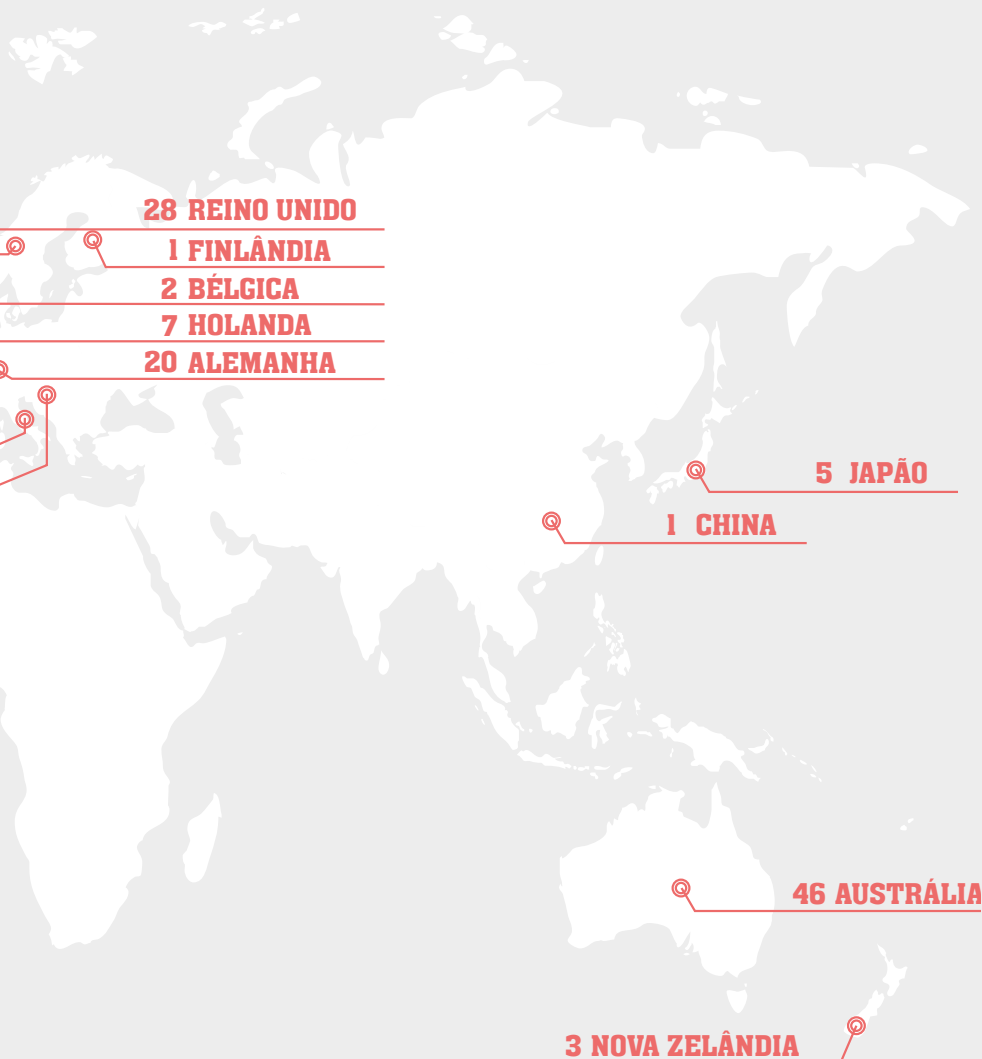 28 REINO UNIDO
1 FINLÂNDIA
2 BÉLGICA
7 HOLANDA
20 ALEMANHA
5 JAPÃO
1 CHINA
46 AUSTRÁLIA
3 NOVA ZELÂNDIA